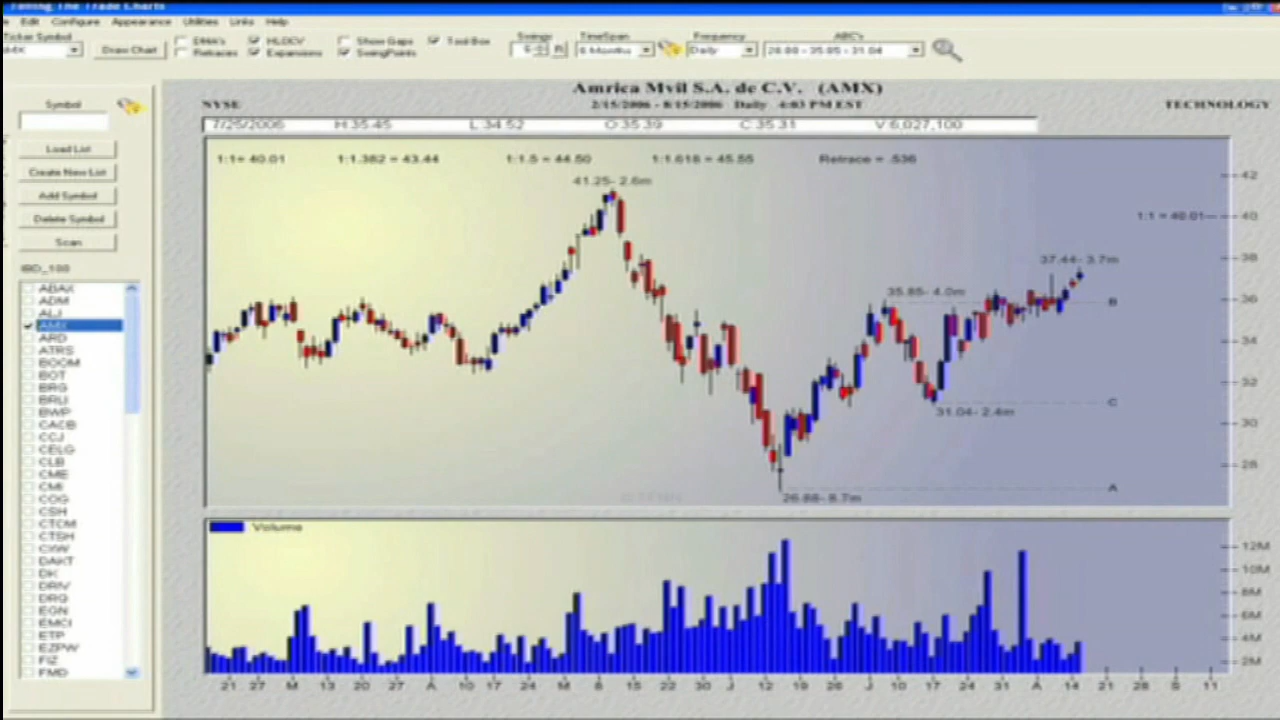 Timing The Trade Charts
Edit Configure Appearance Utilities Links Help
Ticker Symbol
AMX
Draw Chart
DMA's
Retraces
HLOCV
Expansions
Show Gaps
SwingPoints
Tool Box
Swings
TimeSpan
6 Months
Frequency
Daily
ABC's
26.88 - 35.85 - 31.04
Amrica Mvil S.A. de C.V. (AMX)
NYSE
2/15/2006 - 8/15/2006 Daily 4:03 PM EST
TECHNOLOGY
7/25/2006 H:35.45 L:34.52 O:35.39 C:35.31 V:6,027,100
Symbol
Load List
Create New List
Add Symbol
Delete Symbol
Scan
IBD_100
ABAX
ADM
ALJ
AMX
ARD
ATRS
BOOM
BOT
BRG
BRLI
BWP
CACB
CCJ
CELG
CLB
CME
CMI
COG
CSH
CTCM
CTSH
CXW
DAKT
DK
DRIV
DRQ
EGN
EMCI
ETP
EZPW
FIZ
FMD
1:1= 40.01 1:1.382 = 43.44 1:1.5 = 44.50 1:1.618 = 45.55 Retrace = .536
41.25- 2.6m
1:1 = 40.01
37.44- 3.7m
35.85- 4.0m
B
31.04- 2.4m
C
26.88- 8.7m
A
42
40
38
36
34
32
30
28
Volume
12M
10M
8M
6M
4M
2M
21 27 M 13 20 27 A 10 17 24 M 8 15 22 30 J 12 19 26 J 10 17 24 31 A 14 21 28 S 11